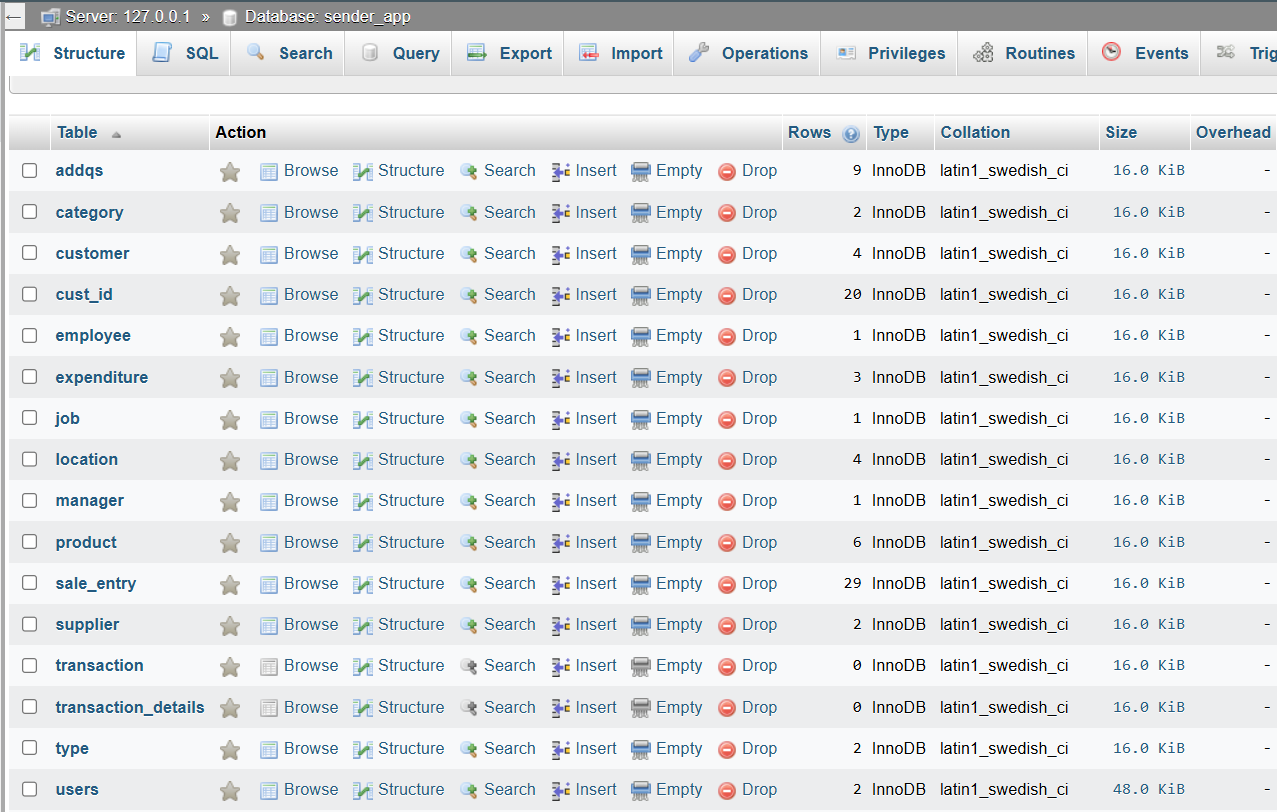 Server: 127.0.0.1 » Database: sender_app
Structure SQL Search Query Export Import Operations Privileges Routines Events Trig
Table Action Rows Type Collation Size Overhead
addqs Browse Structure Search Insert Empty Drop 9 InnoDB latin1_swedish_ci 16.0 KiB -
category Browse Structure Search Insert Empty Drop 2 InnoDB latin1_swedish_ci 16.0 KiB -
customer Browse Structure Search Insert Empty Drop 4 InnoDB latin1_swedish_ci 16.0 KiB -
cust_id Browse Structure Search Insert Empty Drop 20 InnoDB latin1_swedish_ci 16.0 KiB -
employee Browse Structure Search Insert Empty Drop 1 InnoDB latin1_swedish_ci 16.0 KiB -
expenditure Browse Structure Search Insert Empty Drop 3 InnoDB latin1_swedish_ci 16.0 KiB -
job Browse Structure Search Insert Empty Drop 1 InnoDB latin1_swedish_ci 16.0 KiB -
location Browse Structure Search Insert Empty Drop 4 InnoDB latin1_swedish_ci 16.0 KiB -
manager Browse Structure Search Insert Empty Drop 1 InnoDB latin1_swedish_ci 16.0 KiB -
product Browse Structure Search Insert Empty Drop 6 InnoDB latin1_swedish_ci 16.0 KiB -
sale_entry Browse Structure Search Insert Empty Drop 29 InnoDB latin1_swedish_ci 16.0 KiB -
supplier Browse Structure Search Insert Empty Drop 2 InnoDB latin1_swedish_ci 16.0 KiB -
transaction Browse Structure Search Insert Empty Drop 0 InnoDB latin1_swedish_ci 16.0 KiB -
transaction_details Browse Structure Search Insert Empty Drop 0 InnoDB latin1_swedish_ci 16.0 KiB -
type Browse Structure Search Insert Empty Drop 2 InnoDB latin1_swedish_ci 16.0 KiB -
users Browse Structure Search Insert Empty Drop 2 InnoDB latin1_swedish_ci 48.0 KiB -